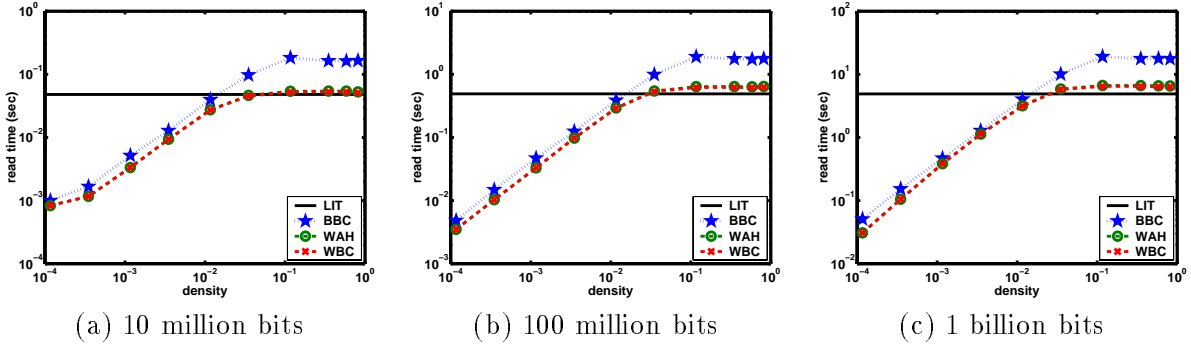 10^0
10^−1
10^−2
10^−3
10^−4
read time (sec)
10^−4 10^−3 10^−2 10^−1 10^0
density
LIT
BBC
WAH
WBC
(a) 10 million bits
10^1
10^0
10^−1
10^−2
10^−3
read time (sec)
10^−4 10^−3 10^−2 10^−1 10^0
density
LIT
BBC
WAH
WBC
(b) 100 million bits
10^2
10^1
10^0
10^−1
10^−2
read time (sec)
10^−4 10^−3 10^−2 10^−1 10^0
density
LIT
BBC
WAH
WBC
(c) 1 billion bits